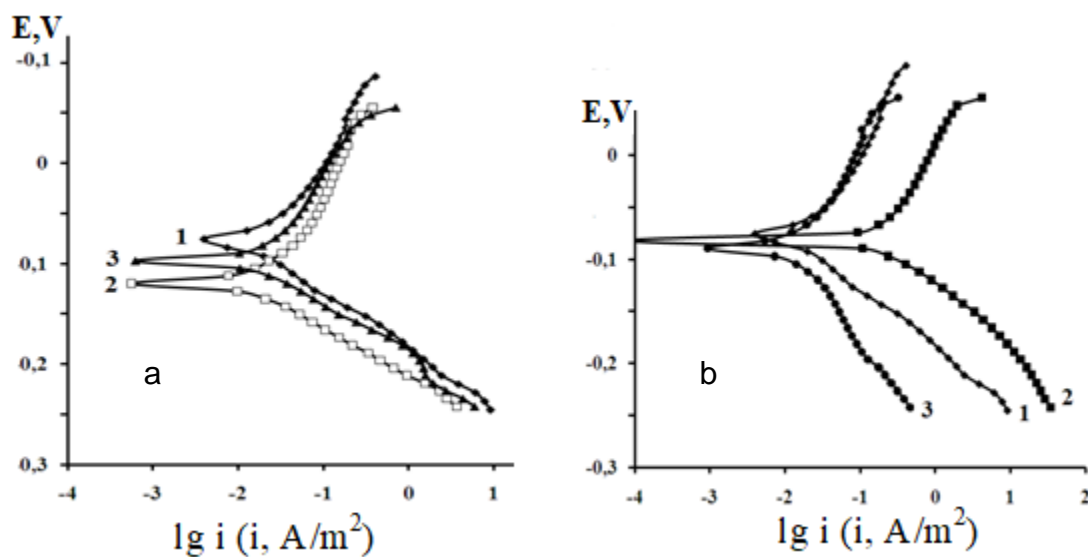 E,V
-0,1
0
0,1
0,2
0,3
-4 -3 -2 -1 0 1
lg i (i, A/m²)
1
3
2
a
E,V
0
-0,1
-0,2
-0,3
-4 -3 -2 -1 0 1 2
lg i (i, A/m²)
3
1
2
b